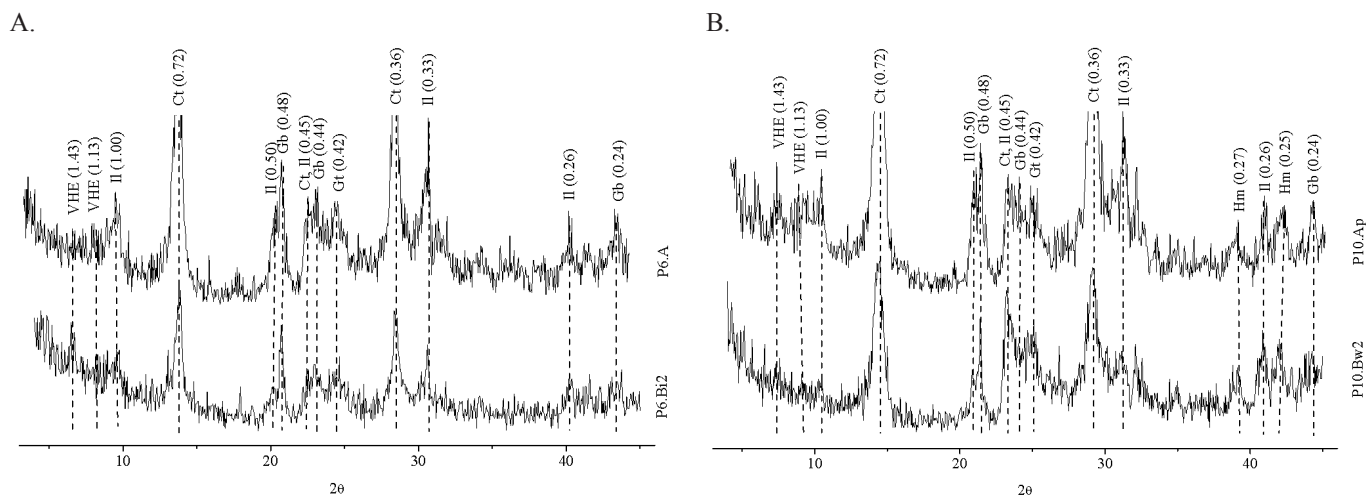 A.
VHE (1.43)
VHE (1.13)
Il (1.00)
Ct (0.72)
Il (0.50)
Gb (0.48)
Ct, Il (0.45)
Gb (0.44)
Gt (0.42)
Ct (0.36)
Il (0.33)
Il (0.26)
Gb (0.24)
P6.A
P6.Bi2
10
20
30
40
2θ
B.
VHE (1.43)
VHE (1.13)
Il (1.00)
Ct (0.72)
Il (0.50)
Gb (0.48)
Ct, Il (0.45)
Gb (0.44)
Gt (0.42)
Ct (0.36)
Il (0.33)
Hm (0.27)
Il (0.26)
Hm (0.25)
Gb (0.24)
P10.Ap
P10.Bw2
10
20
30
40
2θ